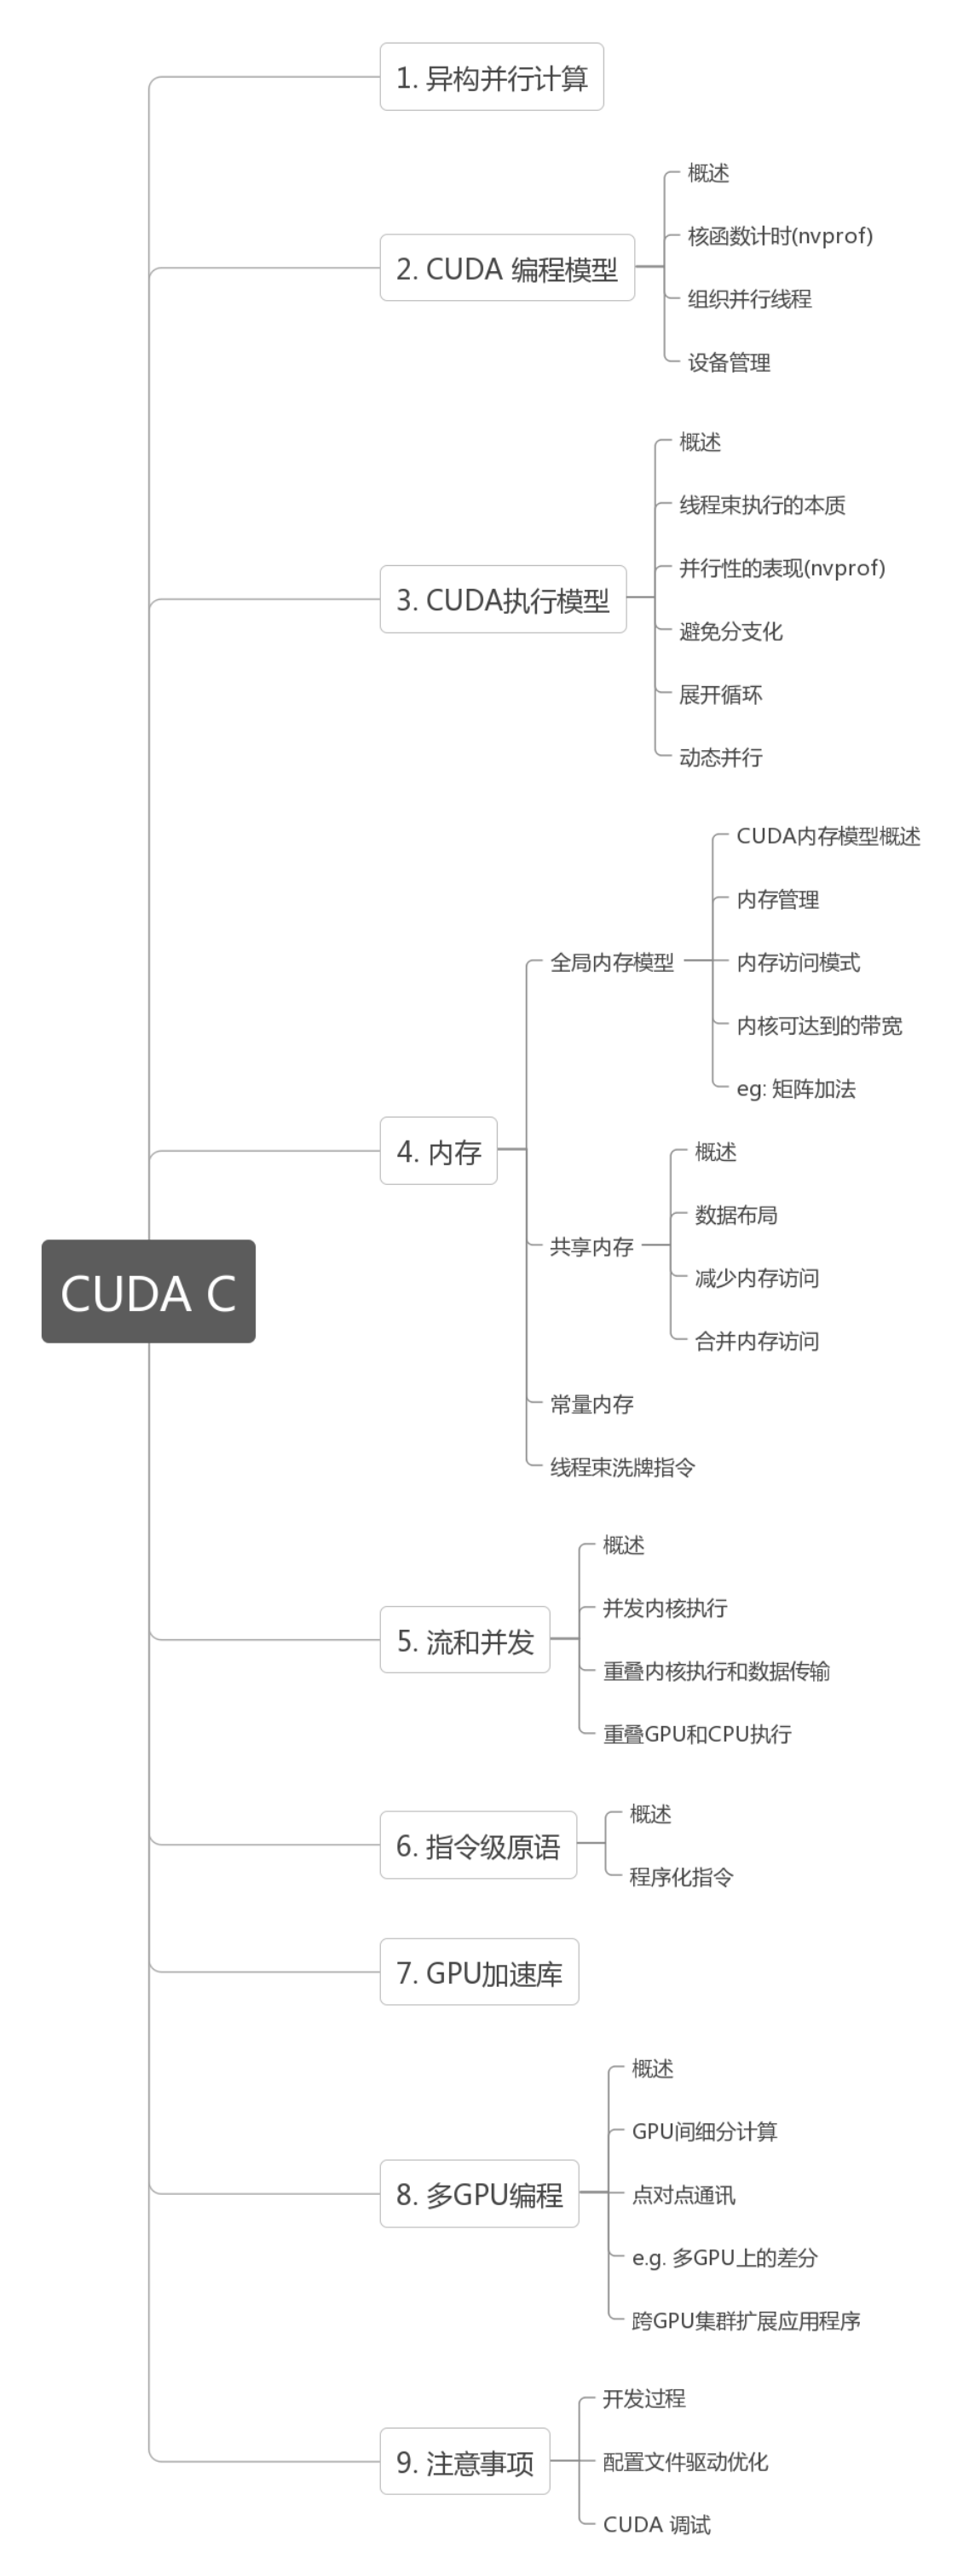 CUDA C
1. 异构并行计算
2. CUDA 编程模型
概述
核函数计时(nvprof)
组织并行线程
设备管理
3. CUDA执行模型
概述
线程束执行的本质
并行性的表现(nvprof)
避免分支化
展开循环
动态并行
4. 内存
全局内存模型
CUDA内存模型概述
内存管理
内存访问模式
内核可达到的带宽
eg: 矩阵加法
共享内存
概述
数据布局
减少内存访问
合并内存访问
常量内存
线程束洗牌指令
5. 流和并发
概述
并发内核执行
重叠内核执行和数据传输
重叠GPU和CPU执行
6. 指令级原语
概述
程序化指令
7. GPU加速库
8. 多GPU编程
概述
GPU间细分计算
点对点通讯
e.g. 多GPU上的差分
跨GPU集群扩展应用程序
9. 注意事项
开发过程
配置文件驱动优化
CUDA 调试